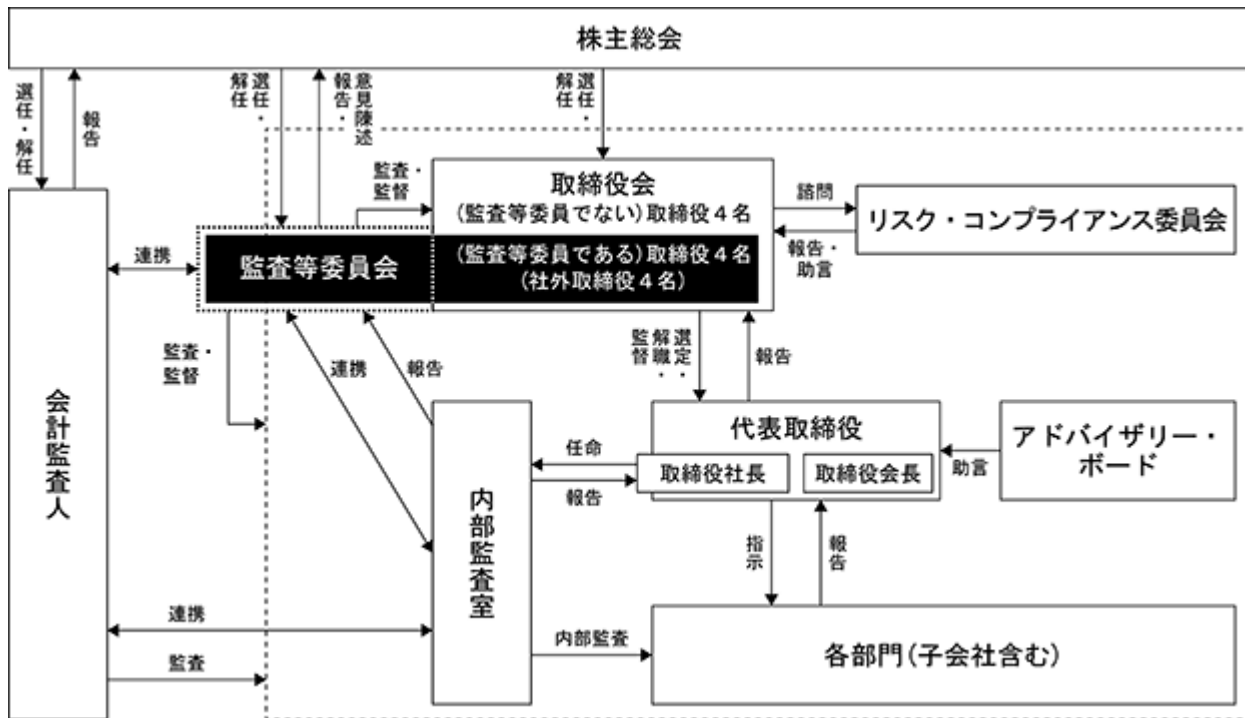 株主総会
選任・解任
報告
選任・
解任
意見陳述
報告・
選任・
解任
監査・
監督
取締役会
(監査等委員でない)取締役4名
(監査等委員である)取締役4名
(社外取締役4名)
監査等委員会
諮問
リスク・コンプライアンス委員会
報告・
助言
連携
監査・
監督
連携
報告
選定・
解職・
監督
報告
会計監査人
内部監査室
代表取締役
取締役社長
取締役会長
アドバイザリー・
ボード
助言
任命
報告
指示
報告
連携
監査
内部監査
各部門(子会社含む)